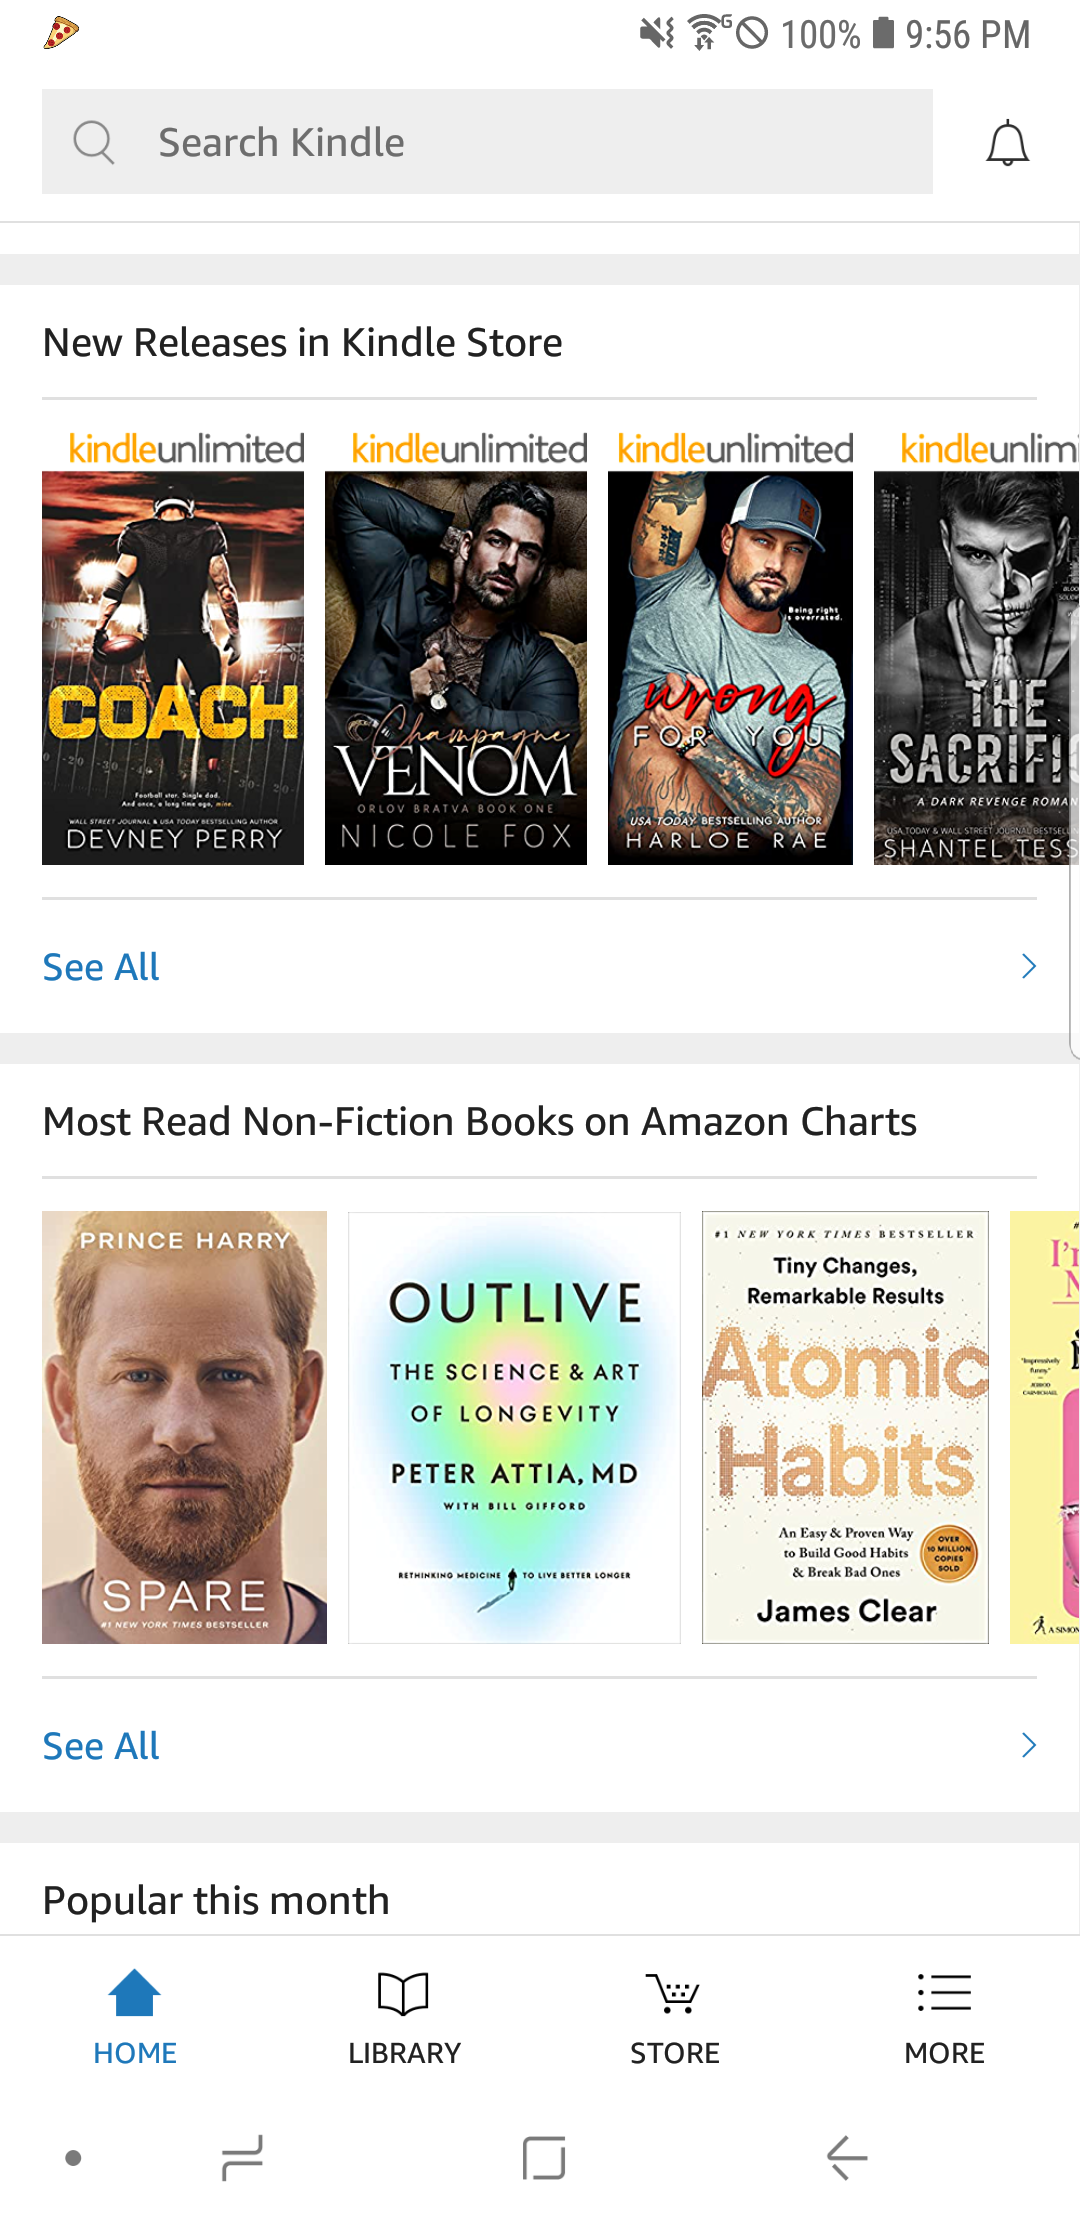 G 100% 9:56 PM
Search Kindle
New Releases in Kindle Store
kindleunlimited
kindleunlimited
kindleunlimited
kindleunlim
COACH
Football star. Single dad.
And once, a long time ago, mine.
WALL STREET JOURNAL & USA TODAY BESTSELLING AUTHOR
DEVNEY PERRY
Champagne
VENOM
ORLOV BRATVA BOOK ONE
NICOLE FOX
Being right
is overrated.
wrong
FOR YOU
USA TODAY BESTSELLING AUTHOR
HARLOE RAE
THE
SACRIFIC
A DARK REVENGE ROMAN
USA TODAY & WALL STREET JOURNAL BESTSELL
SHANTEL TESS
See All
Most Read Non-Fiction Books on Amazon Charts
PRINCE HARRY
SPARE
#1 NEW YORK TIMES BESTSELLER
OUTLIVE
THE SCIENCE & ART
OF LONGEVITY
PETER ATTIA, MD
WITH BILL GIFFORD
RETHINKING MEDICINE TO LIVE BETTER LONGER
#1 NEW YORK TIMES BESTSELLER
Tiny Changes,
Remarkable Results
Atomic
Habits
An Easy & Proven Way
to Build Good Habits
& Break Bad Ones
OVER
10 MILLION
COPIES
SOLD
James Clear
#
I'm
"Impressively
funny."
—
JERROD
CARMICHAEL
A SIMON
See All
Popular this month
HOME
LIBRARY
STORE
MORE